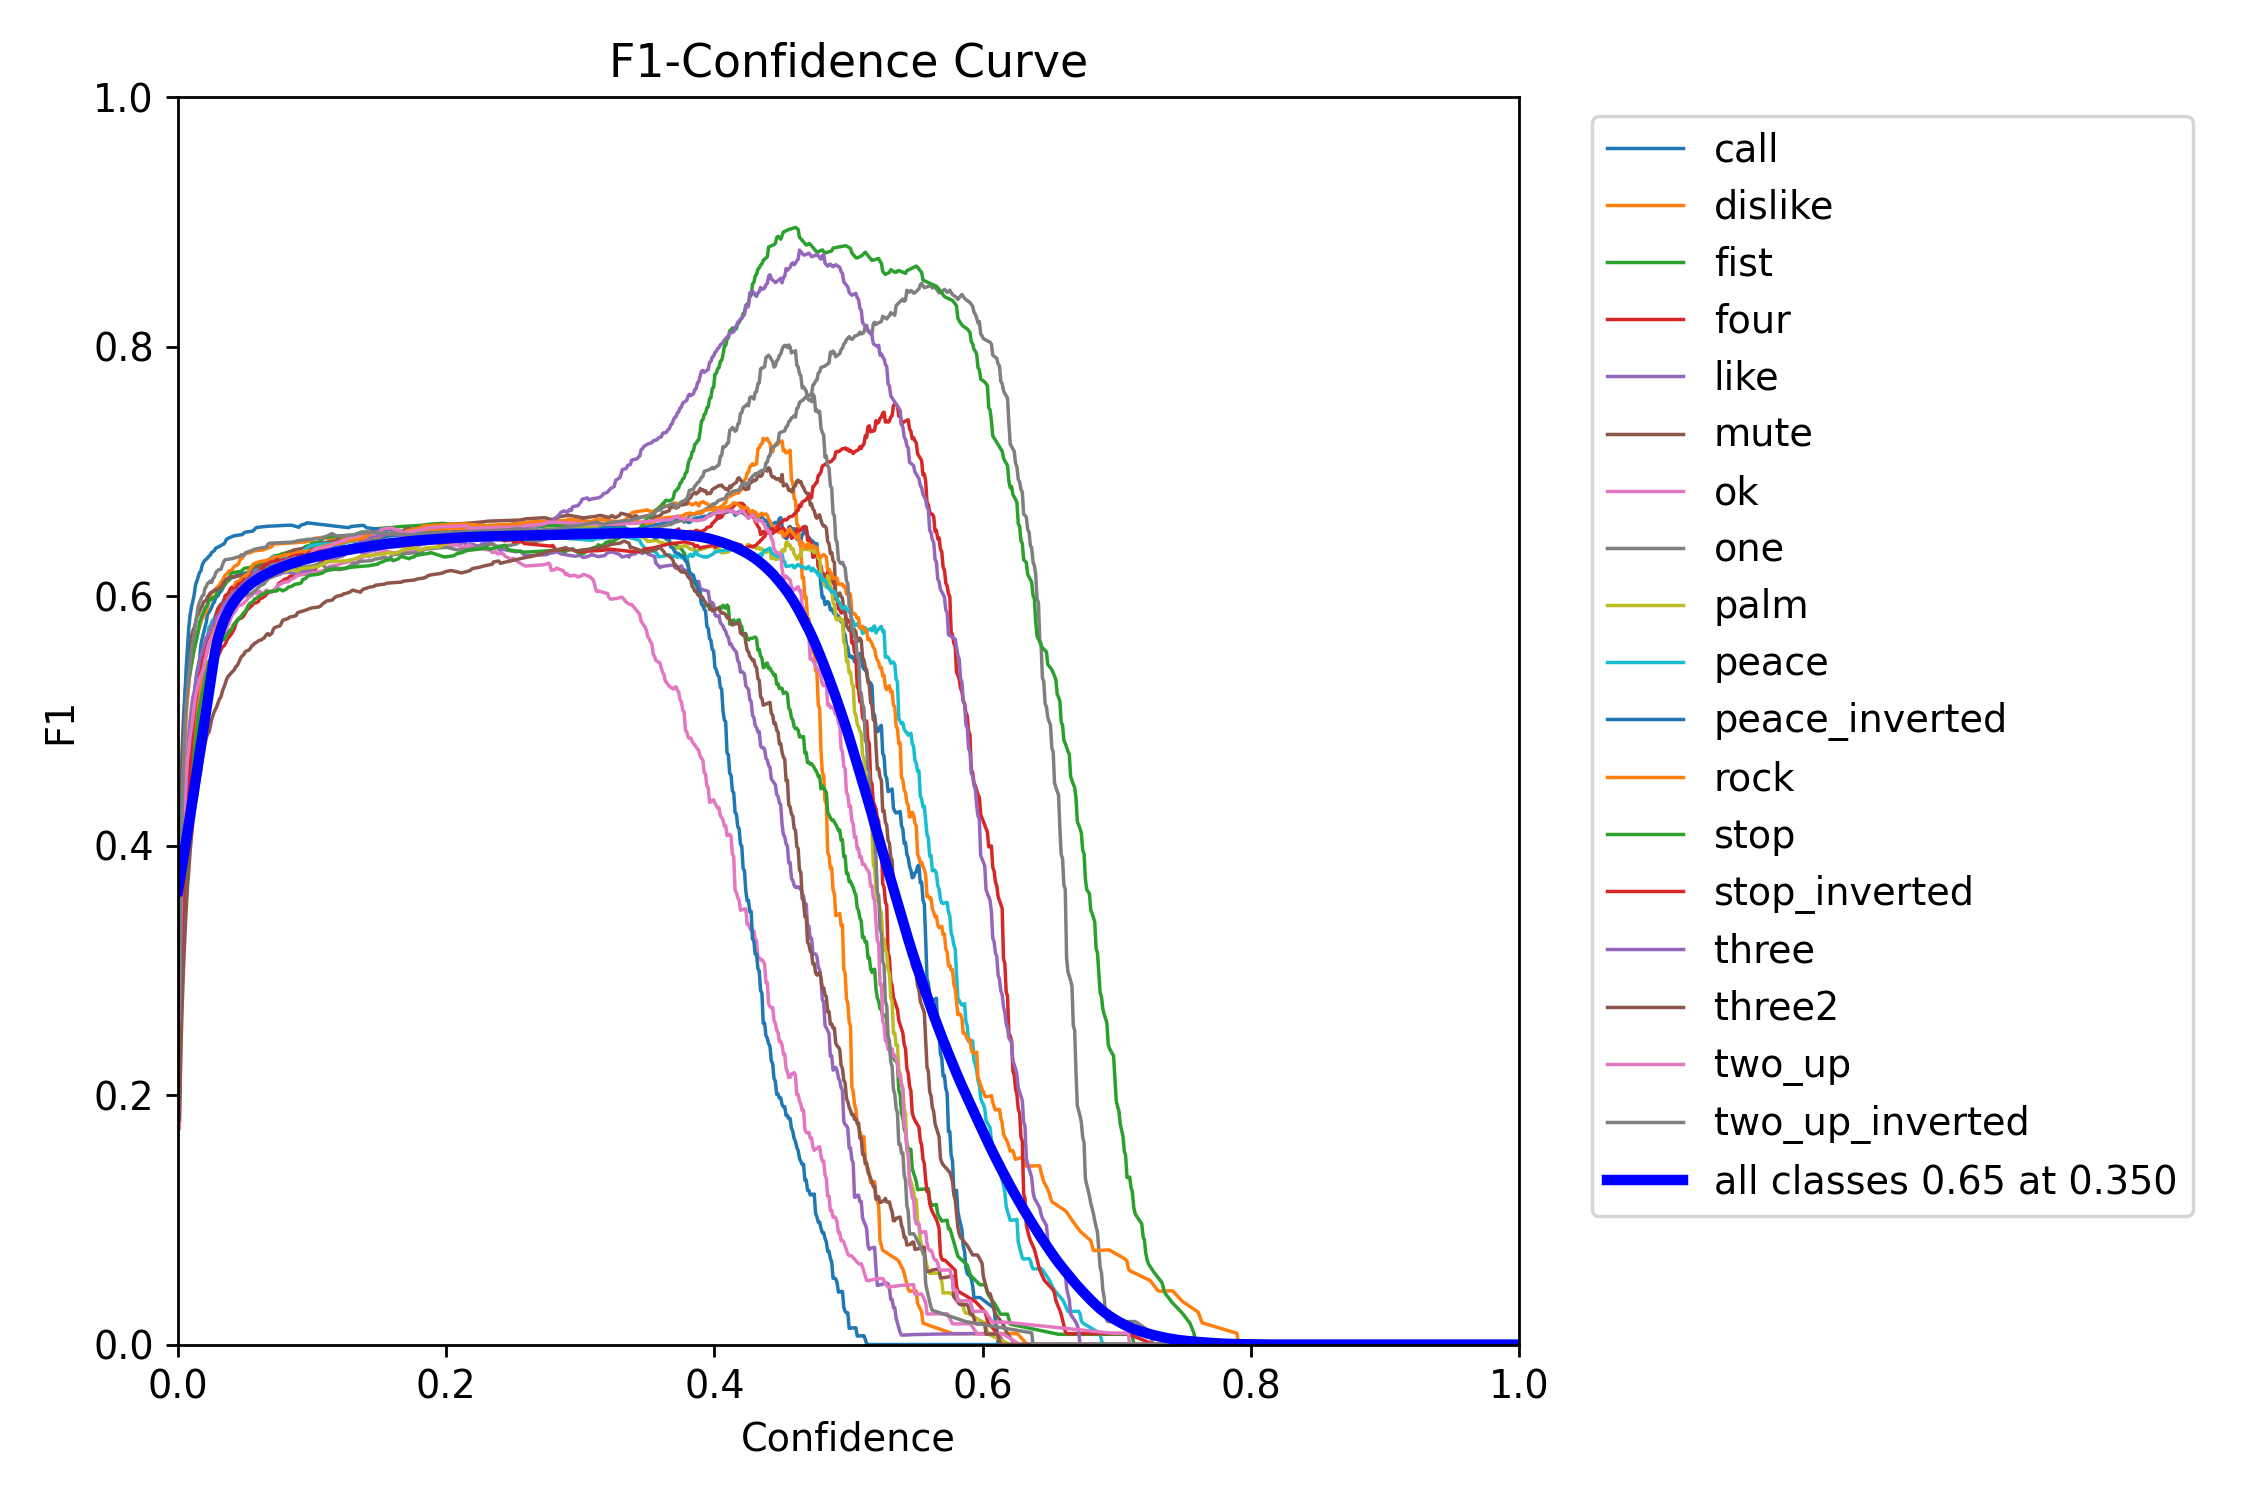 F1-Confidence Curve
1.0
0.8
0.6
0.4
0.2
0.0
F1
0.0 0.2 0.4 0.6 0.8 1.0
Confidence
call
dislike
fist
four
like
mute
ok
one
palm
peace
peace_inverted
rock
stop
stop_inverted
three
three2
two_up
two_up_inverted
all classes 0.65 at 0.350